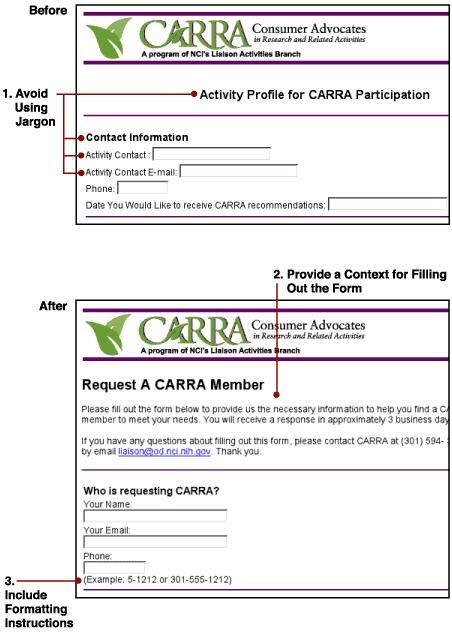 Before
CARRA Consumer Advocates
in Research and Related Activities
A program of NCI's Liaison Activities Branch
1. Avoid
Using
Jargon
Activity Profile for CARRA Participation
Contact Information
Activity Contact :
Activity Contact E-mail:
Phone:
Date You Would Like to receive CARRA recommendations:
2. Provide a Context for Filling
Out the Form
After
CARRA Consumer Advocates
in Research and Related Activities
A program of NCI's Liaison Activities Branch
Request A CARRA Member
Please fill out the form below to provide us the necessary information to help you find a
member to meet your needs. You will receive a response in approximately 3 business day
If you have any questions about filling out this form, please contact CARRA at (301) 594-
by email liaison@od.nci.nih.gov. Thank you.
Who is requesting CARRA?
Your Name:
Your Email:
Phone:
(Example: 5-1212 or 301-555-1212)
3.
Include
Formatting
Instructions